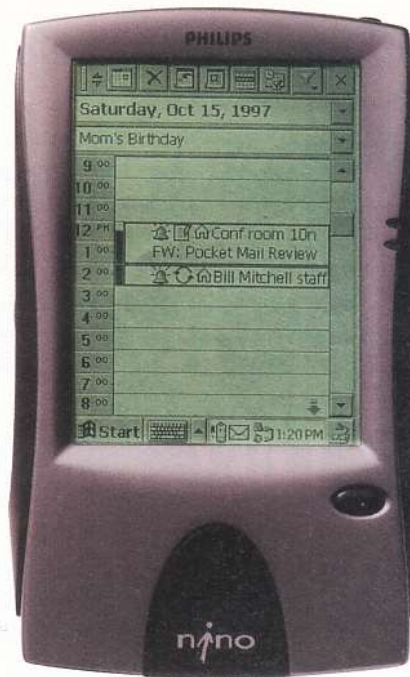 PHILIPS
Saturday, Oct 15, 1997
Mom's Birthday
9 00
10 00
11 00
12 PM Conf room 10n
1 00 FW: Pocket Mail Review
2 00 Bill Mitchell staff
3 00
4 00
5 00
6 00
7 00
8 00
Start 1:20 PM
nino